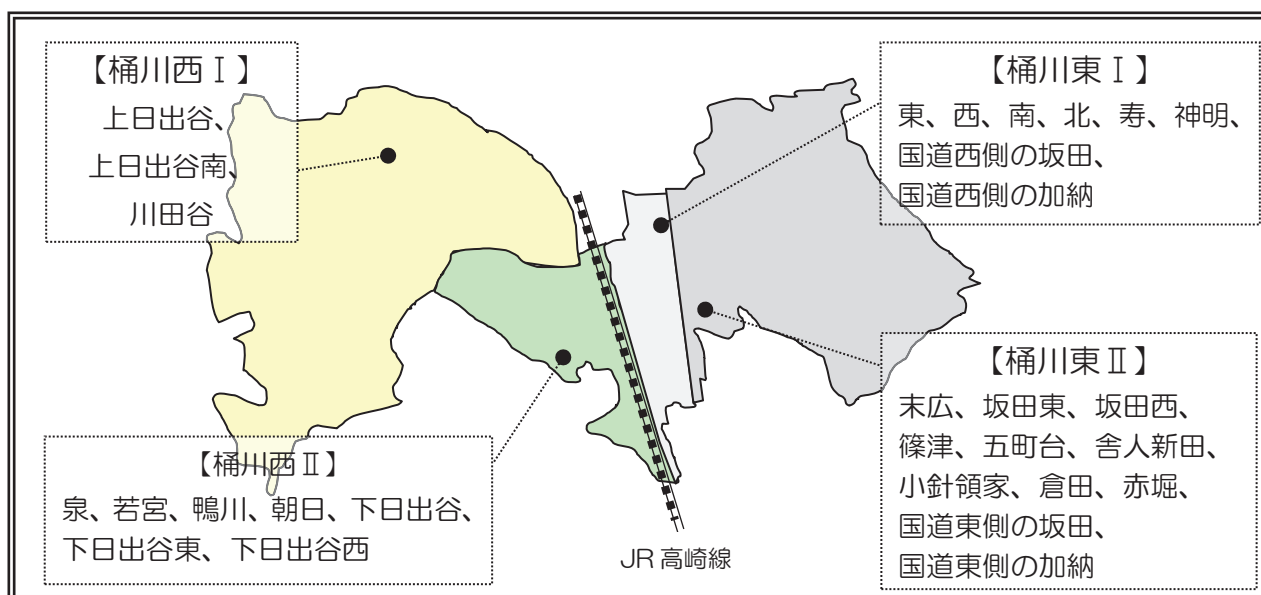 【桶川西Ⅰ】
上日出谷、
上日出谷南、
川田谷
【桶川東Ⅰ】
東、西、南、北、寿、神明、
国道西側の坂田、
国道西側の加納
【桶川西Ⅱ】
泉、若宮、鴨川、朝日、下日出谷、
下日出谷東、下日出谷西
【桶川東Ⅱ】
末広、坂田東、坂田西、
篠津、五町台、舎人新田、
小針領家、倉田、赤堀、
国道東側の坂田、
国道東側の加納
JR高崎線